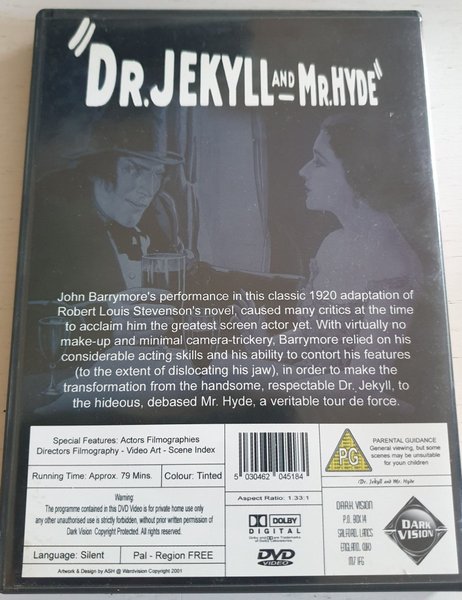 "DR. JEKYLL AND MR. HYDE"
John Barrymore's performance in this classic 1920 adaptation of
Robert Louis Stevenson's novel, caused many critics at the time
to acclaim him the greatest screen actor yet. With virtually no
make-up and minimal camera-trickery, Barrymore relied on his
considerable acting skills and his ability to contort his features
(to the extent of dislocating his jaw), in order to make the
transformation from the handsome, respectable Dr. Jekyll, to
the hideous, debased Mr. Hyde, a veritable tour de force.
Special Features: Actors Filmographies
Directors Filmography - Video Art - Scene Index
Running Time: Approx. 79 Mins.
Colour: Tinted
Warning:
The programme contained in this DVD Video is for private home use only
any other unauthorised use is strictly forbidden, without prior written permission of
Dark Vision Copyright Protected. All rights reserved.
Language: Silent
Pal - Region FREE
Artwork & Design by ASH @ Wardvision Copyright 2001
5 030462 045184
Aspect Ratio: 1.33:1
DOLBY
DIGITAL
DVD
VIDEO
PG
PARENTAL GUIDANCE
General viewing, but some
scenes may be unsuitable
for your children
(Dr. Jekyll and Mr. Hyde
DARK VISION
P.O. BOX 14
SALFORD, LANCS
ENGLAND, (UK)
M7 1FG
DARK
VISION